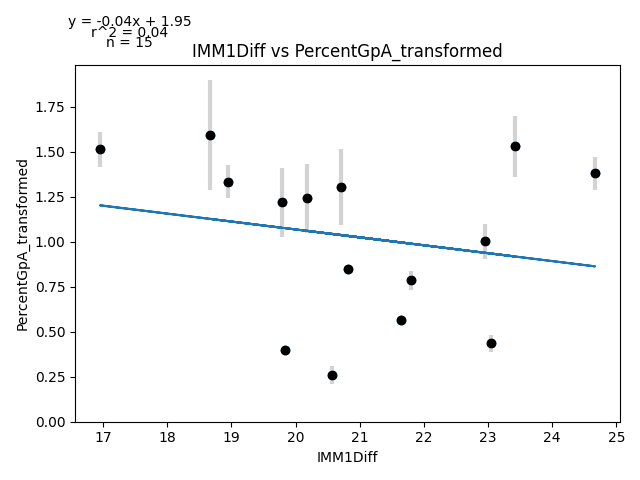 y = -0.04x + 1.95
r^2 = 0.04
n = 15
IMM1Diff vs PercentGpA_transformed
PercentGpA_transformed
1.75
1.50
1.25
1.00
0.75
0.50
0.25
0.00
17 18 19 20 21 22 23 24 25
IMM1Diff